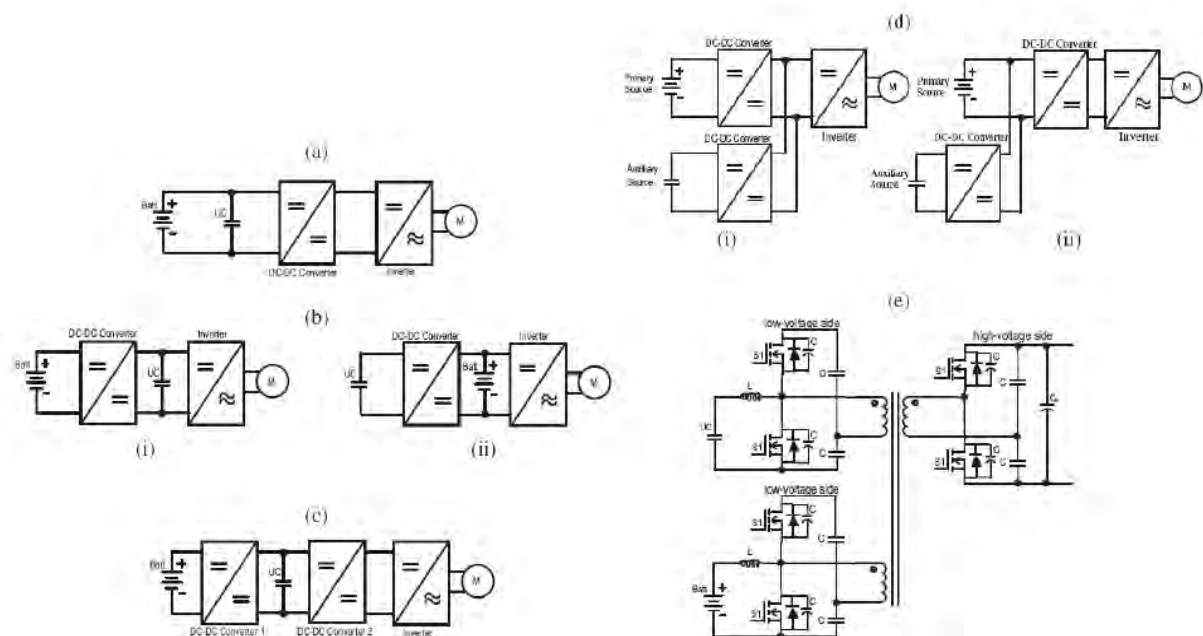 (a)
Batt
+
-
UC
DC-DC Converter
Inverter
M
(b)
DC-DC Converter
Inverter
Batt
+
-
UC
M
(i)
DC-DC Converter
Inverter
UC
Batt
+
-
M
(ii)
(c)
Batt
+
-
UC
M
DC-DC Converter 1
DC-DC Converter 2
Inverter
(d)
DC-DC Converter
Primary
Source
+
-
M
Inverter
DC-DC Converter
Auxiliary
Source
(i)
DC-DC Converter
Primary
Source
+
-
M
Inverter
DC-DC Converter
Auxiliary
Source
(ii)
(e)
low-voltage side
S1
C
C
L
UC
S1
C
C
high-voltage side
S1
C
C
C
S1
C
C
low-voltage side
S1
C
C
L
Batt
+
-
S1
C
C